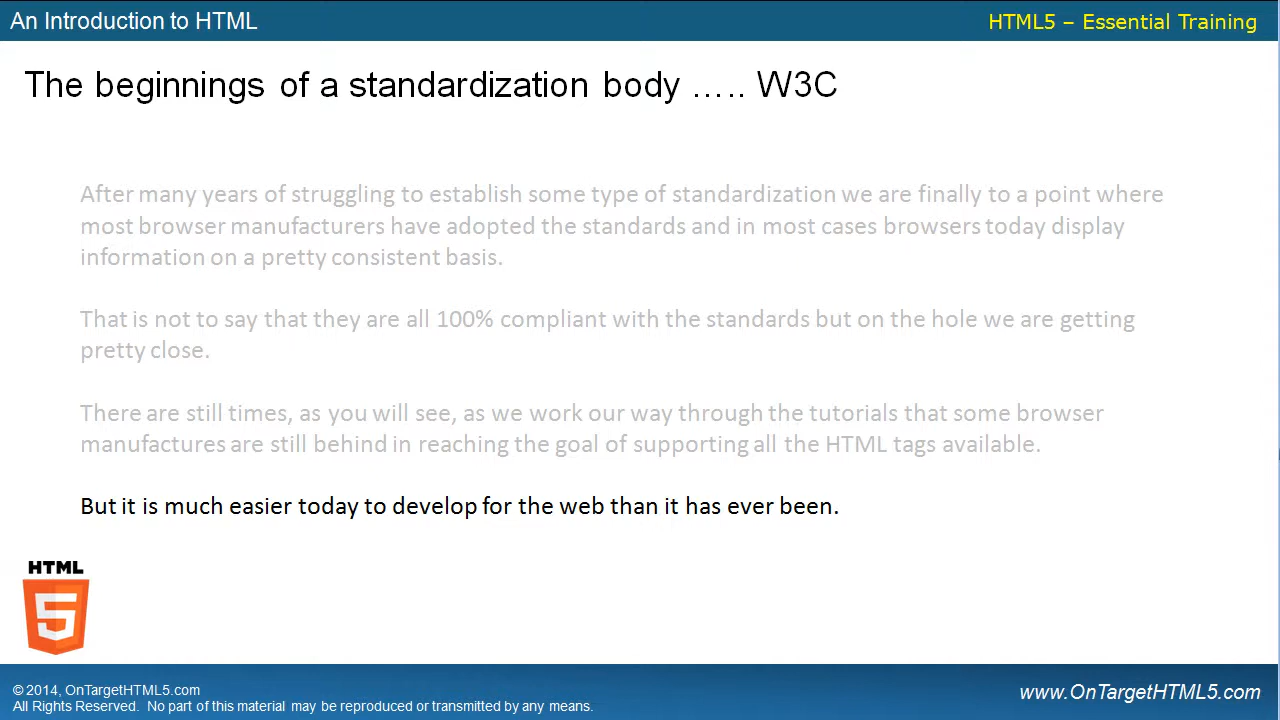 An Introduction to HTML
HTML5 – Essential Training
The beginnings of a standardization body ..... W3C
After many years of struggling to establish some type of standardization we are finally to a point where
most browser manufacturers have adopted the standards and in most cases browsers today display
information on a pretty consistent basis.
That is not to say that they are all 100% compliant with the standards but on the hole we are getting
pretty close.
There are still times, as you will see, as we work our way through the tutorials that some browser
manufactures are still behind in reaching the goal of supporting all the HTML tags available.
But it is much easier today to develop for the web than it has ever been.
HTML
5
© 2014, OnTargetHTML5.com
All Rights Reserved. No part of this material may be reproduced or transmitted by any means.
www.OnTargetHTML5.com